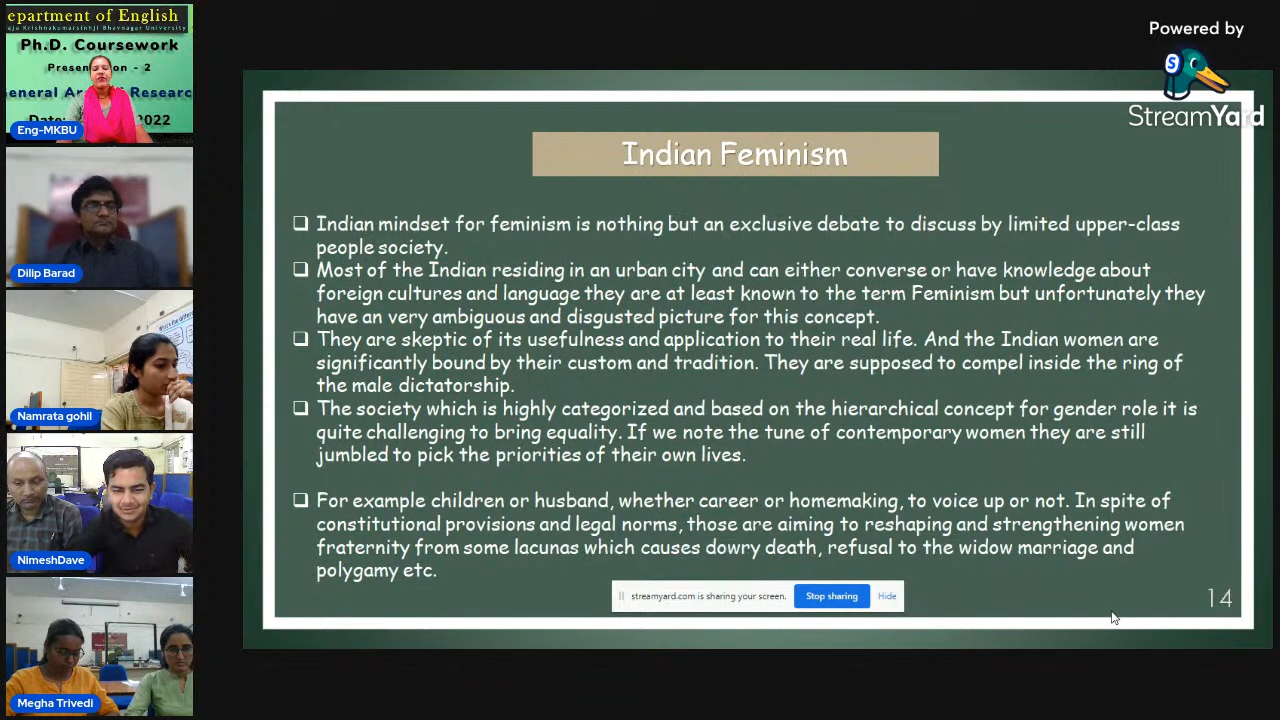 epartment of English
aja Krishnakumarsinhji Bhavnagar University
Ph.D. Coursework
Presen on - 2
eneral Ar Researc
Date: 2022
Eng-MKBU
Dilip Barad
Namrata gohil
NimeshDave
Megha Trivedi
Powered by
S
StreamYard
Indian Feminism
❑ Indian mindset for feminism is nothing but an exclusive debate to discuss by limited upper-class
people society.
❑ Most of the Indian residing in an urban city and can either converse or have knowledge about
foreign cultures and language they are at least known to the term Feminism but unfortunately they
have an very ambiguous and disgusted picture for this concept.
❑ They are skeptic of its usefulness and application to their real life. And the Indian women are
significantly bound by their custom and tradition. They are supposed to compel inside the ring of
the male dictatorship.
❑ The society which is highly categorized and based on the hierarchical concept for gender role it is
quite challenging to bring equality. If we note the tune of contemporary women they are still
jumbled to pick the priorities of their own lives.
❑ For example children or husband, whether career or homemaking, to voice up or not. In spite of
constitutional provisions and legal norms, those are aiming to reshaping and strengthening women
fraternity from some lacunas which causes dowry death, refusal to the widow marriage and
polygamy etc.
streamyard.com is sharing your screen.
Stop sharing
Hide
14